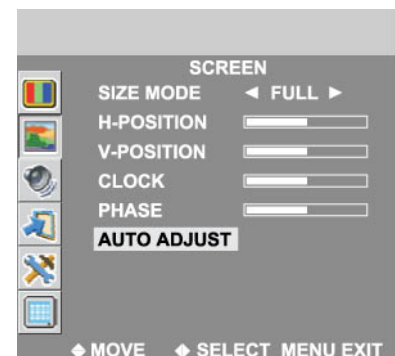 SCREEN
SIZE MODE ◄ FULL ►
H-POSITION
V-POSITION
CLOCK
PHASE
AUTO ADJUST
MOVE SELECT MENU EXIT